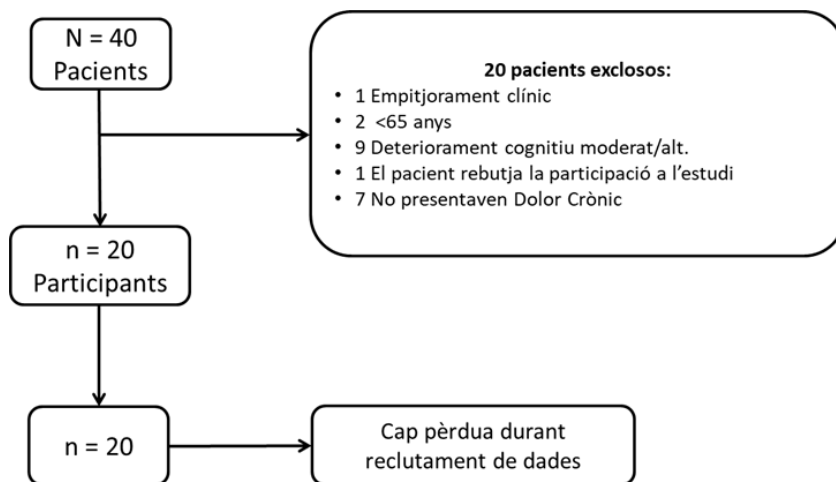 N = 40
Pacients
20 pacients exclosos:
• 1 Empitjorament clínic
• 2 <65 anys
• 9 Deteriorament cognitiu moderat/alt.
• 1 El pacient rebutja la participació a l'estudi
• 7 No presentaven Dolor Crònic
n = 20
Participants
n = 20
Cap pèrdua durant
reclutament de dades